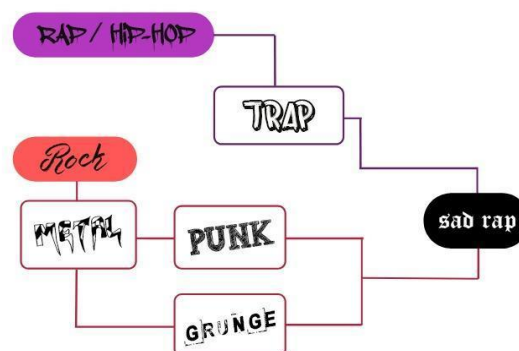 RAP / HIP-HOP
TRAP
Rock
METAL
PUNK
sad rap
GRUNGE